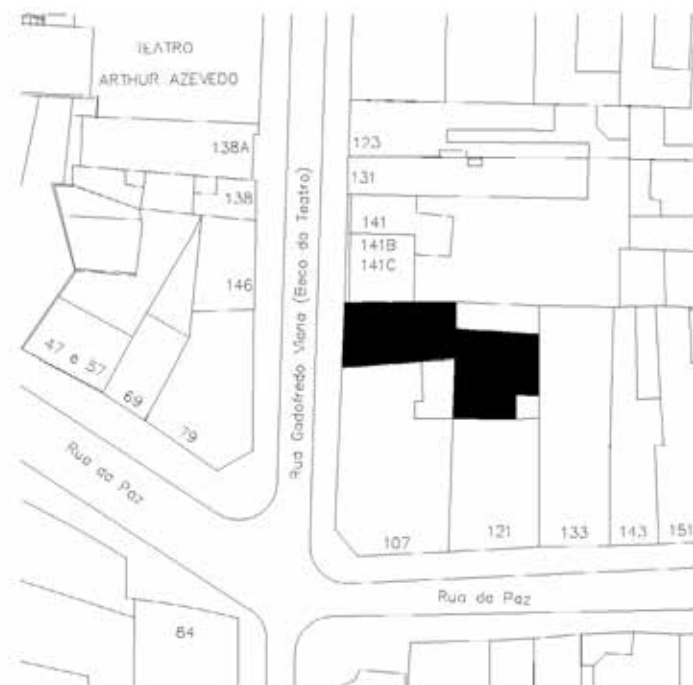 TEATRO
ARTHUR AZEVEDO
138A
138
146
47 e 57
69
79
Rua da Paz
Rua Godofredo Viana (Beco do Teatro)
123
131
141
141B
141C
107
121
133
143
151
Rua da Paz
84